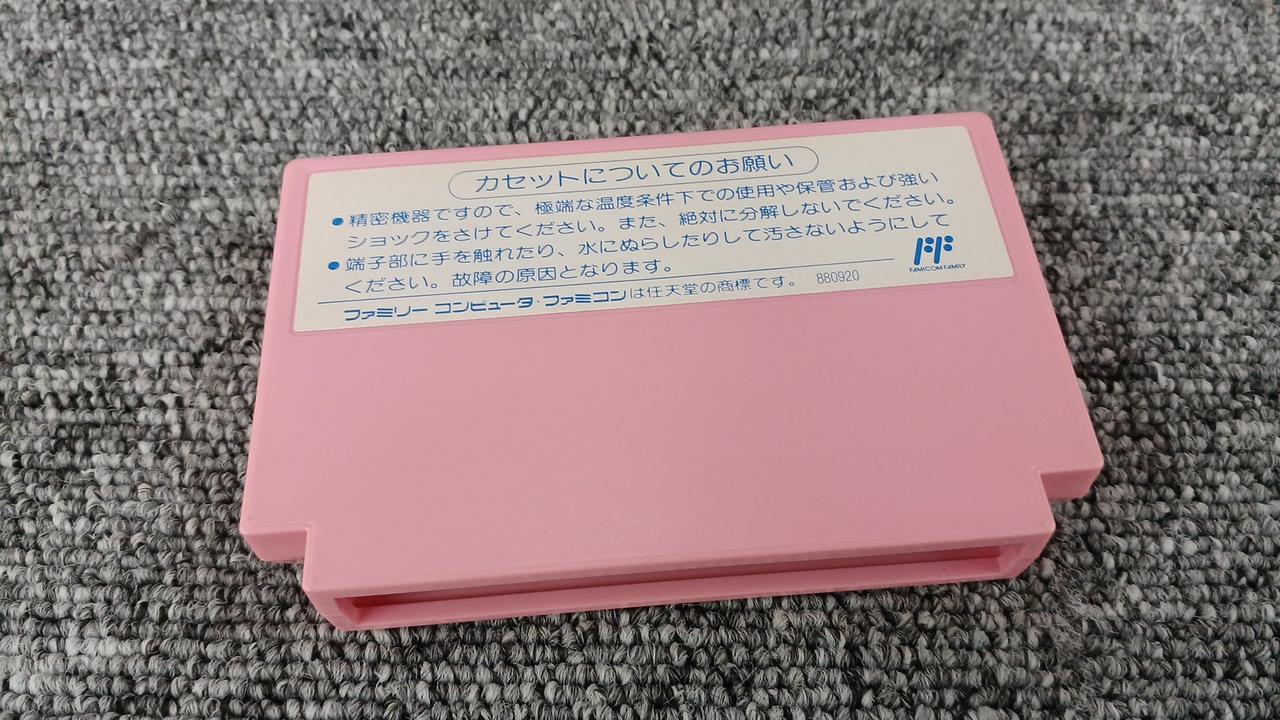 カセットについてのお願い
●精密機器ですので、極端な温度条件下での使用や保管および強い
ショックをさけてください。また、絶対に分解しないでください。
●端子部に手を触れたり、水にぬらしたりして汚さないようにして
ください。故障の原因となります。
FAMICOM FAMILY
ファミリー コンピュータ・ファミコンは任天堂の商標です。 880920